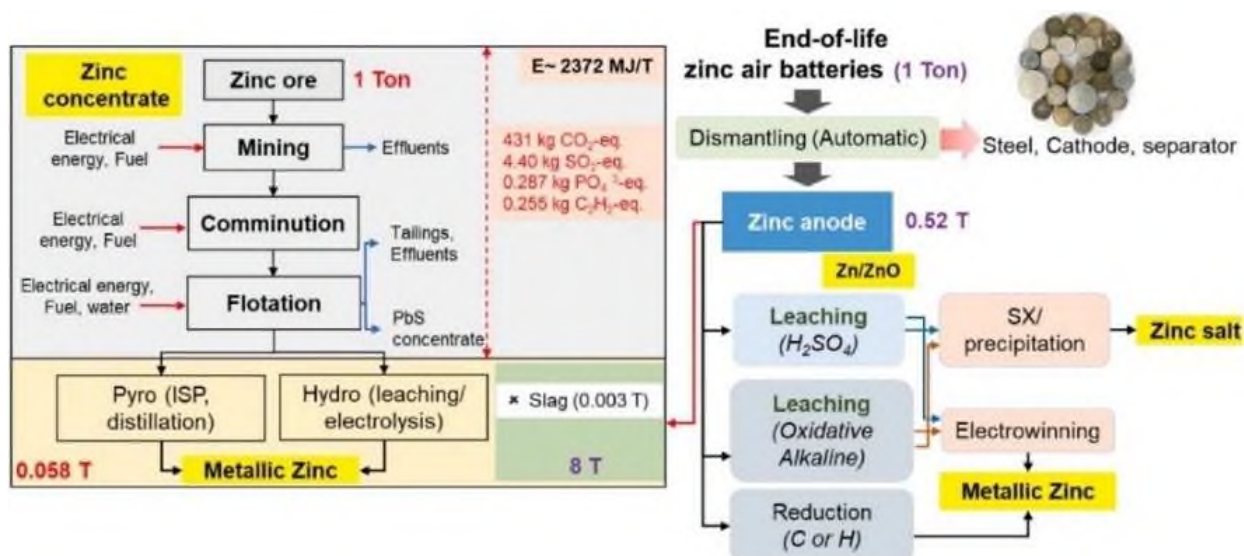 Zinc
concentrate
Zinc ore
1 Ton
E~ 2372 MJ/T
Electrical
energy, Fuel
Mining
Effluents
431 kg CO₂-eq.
4.40 kg SO₂-eq.
0.287 kg PO₄⁻³-eq.
0.255 kg C₂H₂-eq.
Electrical
energy, Fuel
Comminution
Tailings,
Effluents
Electrical energy,
Fuel, water
Flotation
PbS
concentrate
Pyro (ISP,
distillation)
Hydro (leaching/
electrolysis)
× Slag (0.003 T)
0.058 T
Metallic Zinc
8 T
End-of-life
zinc air batteries (1 Ton)
Dismantling (Automatic)
Steel, Cathode, separator
Zinc anode
0.52 T
Zn/ZnO
Leaching
(H₂SO₄)
SX/
precipitation
Zinc salt
Leaching
(Oxidative
Alkaline)
Electrowinning
Metallic Zinc
Reduction
(C or H)